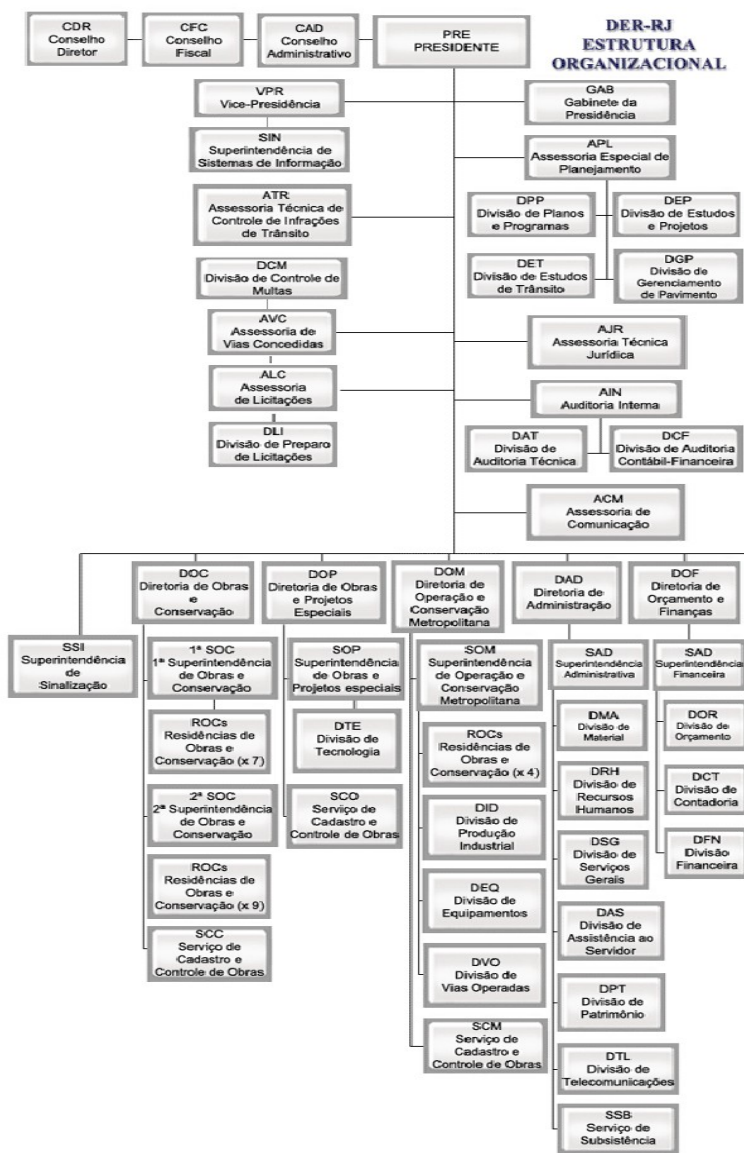 CDR
Conselho
Diretor
CFC
Conselho
Fiscal
CAD
Conselho
Administrativo
PRE
PRESIDENTE
DER-RJ
ESTRUTURA
ORGANIZACIONAL
VPR
Vice-Presidência
GAB
Gabinete da
Presidência
SIN
Superintendência de
Sistemas de Informação
APL
Assessoria Especial de
Planejamento
ATR
Assessoria Técnica de
Controle de Infrações
de Trânsito
DPP
Divisão de Planos
e Programas
DEP
Divisão de Estudos
e Projetos
DCM
Divisão de Controle de
Multas
DET
Divisão de Estudos
de Trânsito
DGP
Divisão de
Gerenciamento
de Pavimento
AVC
Assessoria de
Vias Concedidas
AJR
Assessoria Técnica
Jurídica
ALC
Assessoria
de Licitações
AIN
Auditoria Interna
DLI
Divisão de Preparo
de Licitações
DAT
Divisão de
Auditoria Técnica
DCF
Divisão de Auditoria
Contábil-Financeira
ACM
Assessoria de
Comunicação
DOC
Diretoria de Obras
e
Conservação
DOP
Diretoria de Obras
e Projetos
Especiais
DOM
Diretoria de
Operação e
Conservação
Metropolitana
DAD
Diretoria de
Administração
DOF
Diretoria de
Orçamento e
Finanças
SSI
Superintendência
de
Sinalização
1ª SOC
1ª Superintendência
de Obras e
Conservação
ROCs
Residências de
Obras e
Conservação (x 7)
2ª SOC
2ª Superintendência
de Obras e
Conservação
ROCs
Residências de
Obras e
Conservação (x 9)
SCC
Serviço de
Cadastro e
Controle de Obras
SOP
Superintendência
de Obras e
Projetos especiais
DTE
Divisão de
Tecnologia
SCO
Serviço de
Cadastro e
Controle de Obras
SOM
Superintendência
de Operação e
Conservação
Metropolitana
ROCs
Residências de
Obras e
Conservação (x 4)
DID
Divisão de
Produção
Industrial
DEQ
Divisão de
Equipamentos
DVO
Divisão de
Vias Operadas
SCM
Serviço de
Cadastro e
Controle de Obras
SAD
Superintendência
Administrativa
DMA
Divisão de
Material
DRH
Divisão de
Recursos
Humanos
DSG
Divisão de
Serviços
Gerais
DAS
Divisão de
Assistência ao
Servidor
DPT
Divisão de
Patrimônio
DTL
Divisão de
Telecomunicações
SSB
Serviço de
Subsistência
SAD
Superintendência
Financeira
DOR
Divisão de
Orçamento
DCT
Divisão de
Contadoria
DFN
Divisão
Financeira